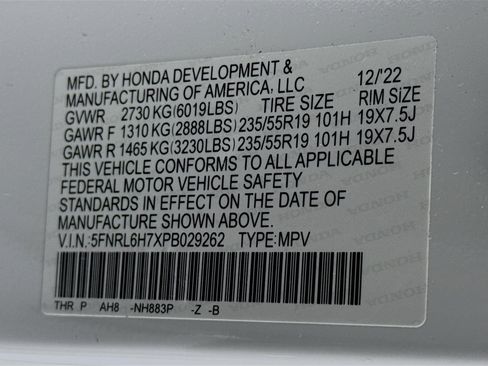 MFD. BY HONDA DEVELOPMENT &
MANUFACTURING OF AMERICA, LLC 12/'22
GVWR 2730 KG(6019LBS) TIRE SIZE RIM SIZE
GAWR F 1310 KG(2888LBS) 235/55R19 101H 19X7.5J
GAWR R 1465 KG(3230LBS) 235/55R19 101H 19X7.5J
THIS VEHICLE CONFORMS TO ALL APPLICABLE
FEDERAL MOTOR VEHICLE SAFETY
STANDARDS IN EFFECT ON THE DATE OF
MANUFACTURE SHOWN ABOVE.
V.I.N.:5FNRL6H7XPB029262 TYPE:MPV
THR P AH8 -NH883P -Z -B